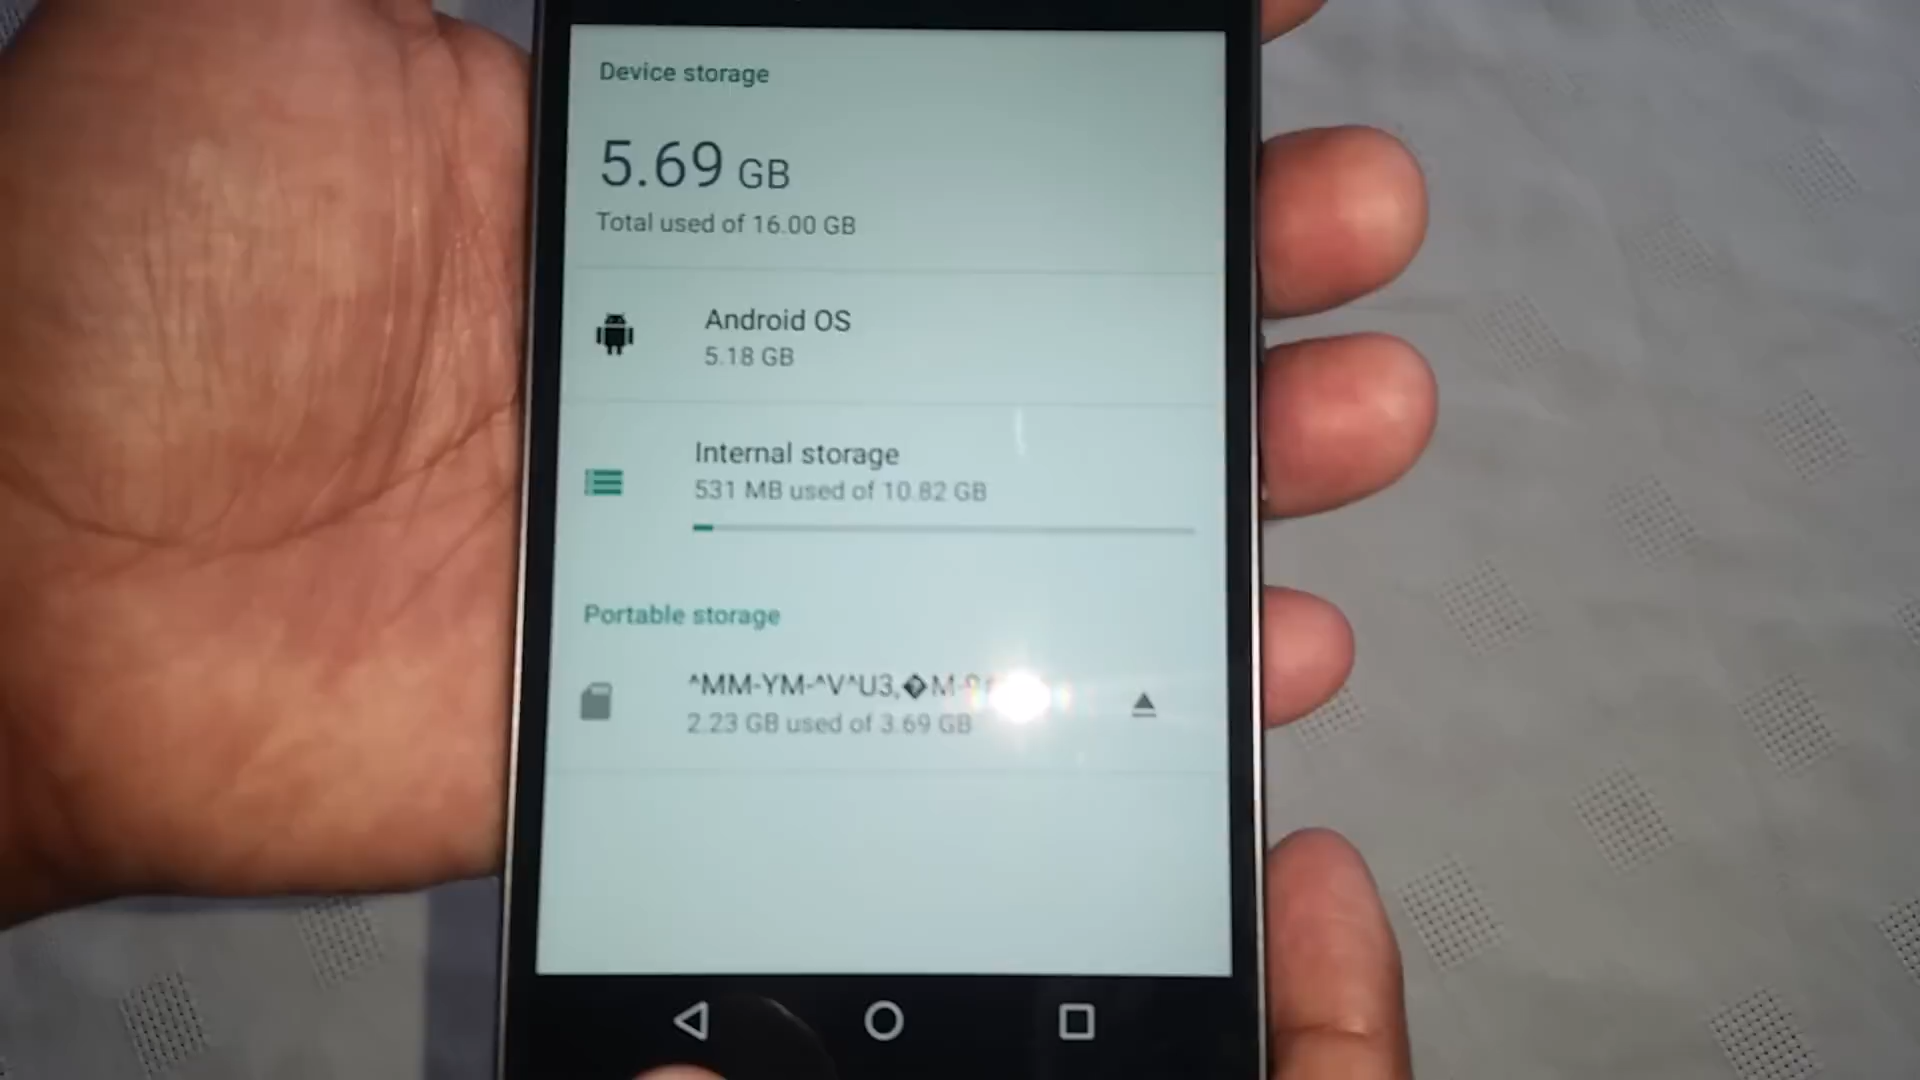 Device storage
5.69 GB
Total used of 16.00 GB
Android OS
5.18 GB
Internal storage
531 MB used of 10.82 GB
Portable storage
^MM-YM-^V^U3,�M-
2.23 GB used of 3.69 GB